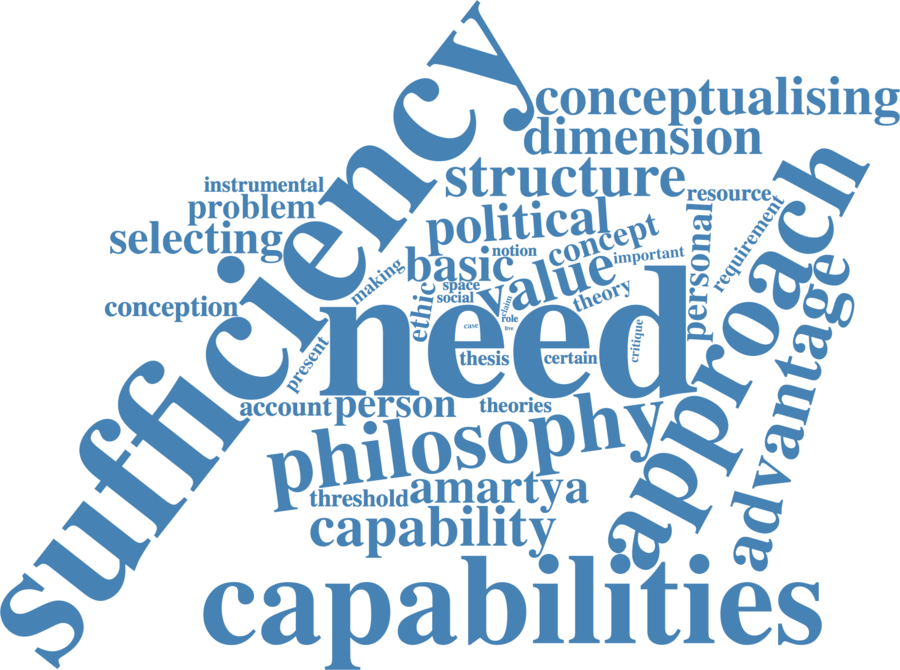 sufficiency
conceptualising
dimension
structure
resource
instrumental
problem
selecting
political
concept
notion
important
basic
value
personal
requirement
approach
advantage
making
space
social
ethic
claim
role
theory
conception
need
case
live
critique
thesis
certain
present
account
person
theories
philosophy
threshold
amartya
capability
capabilities